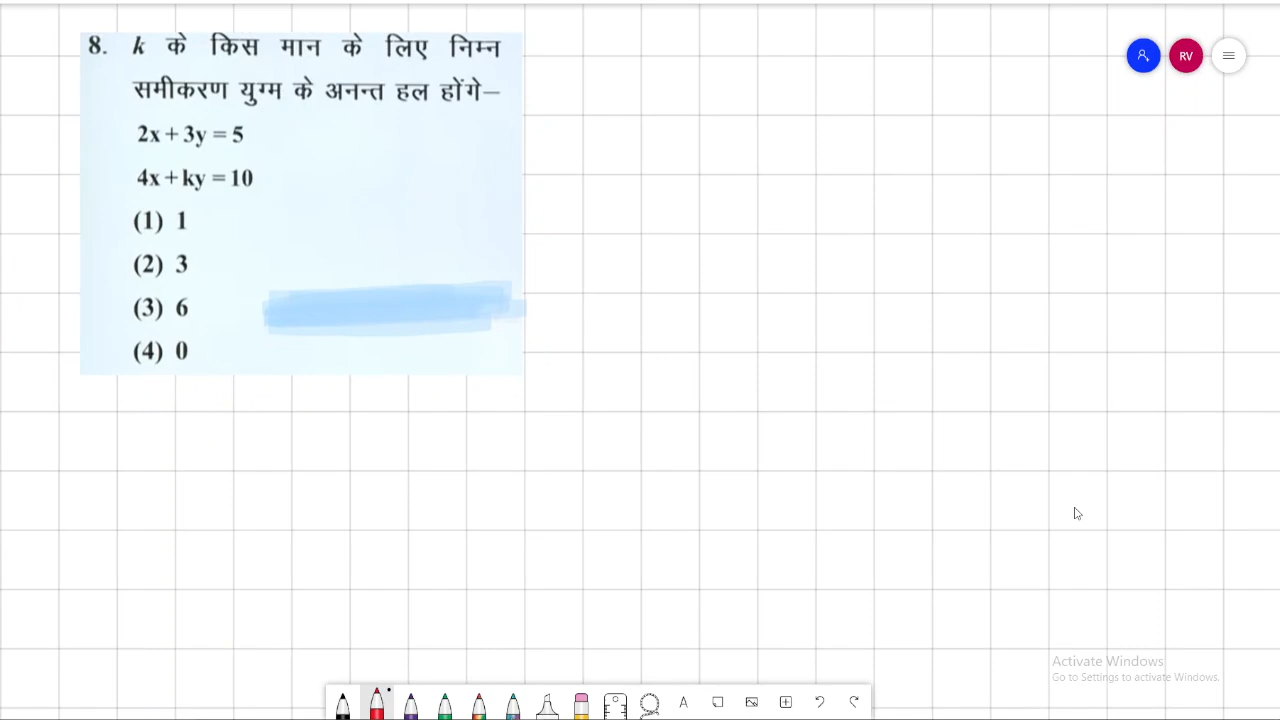 8. k के किस मान के लिए निम्न
समीकरण युग्म के अनन्त हल होंगे–
2x + 3y = 5
4x + ky = 10
(1) 1
(2) 3
(3) 6
(4) 0
RV
Activate Windows
Go to Settings to activate Windows.
A